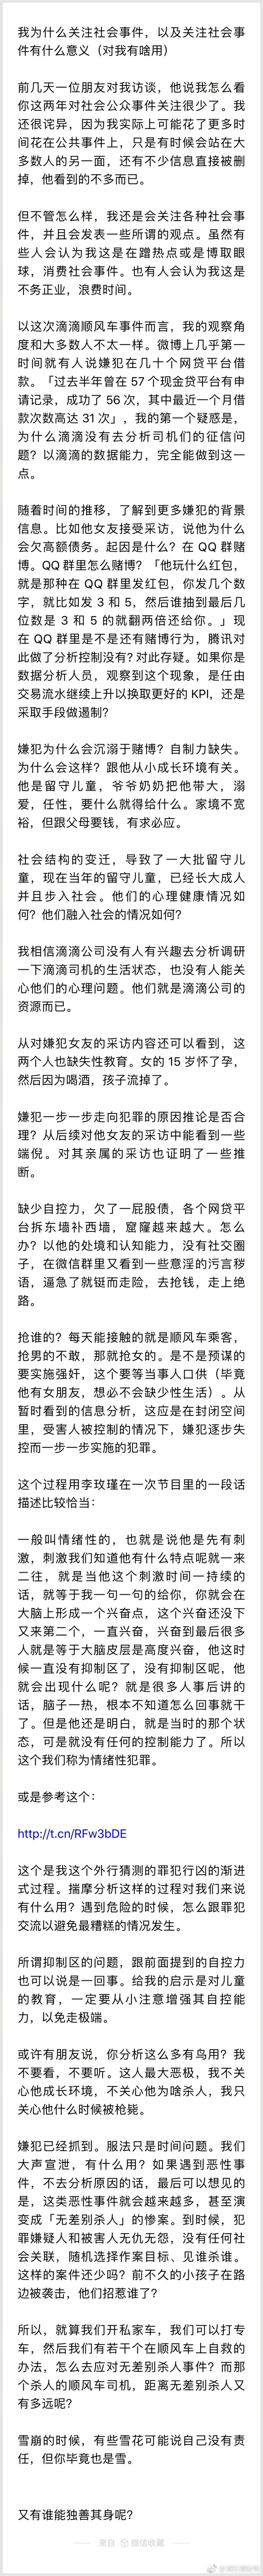 我为什么关注社会事件，以及关注社会事
件有什么意义（对我有啥用）
前几天一位朋友对我访谈，他说我怎么看
你这两年对社会公众事件关注很少了。我
还很诧异，因为我实际上可能花了更多时
间花在公共事件上，只是有时候会站在大
多数人的另一面，还有不少信息直接被删
掉，他看到的不多而已。
但不管怎么样，我还是会关注各种社会事
件，并且会发表一些所谓的观点。虽然有
些人会认为我这是在蹭热点或是博取眼
球，消费社会事件。也有人会认为我这是
不务正业，浪费时间。
以这次滴滴顺风车事件而言，我的观察角
度和大多数人不太一样。微博上几乎第一
时间就有人说嫌犯在几十个网贷平台借
款。「过去半年曾在 57 个现金贷平台有申
请记录，成功了 56 次，其中最近一个月借
款次数高达 31 次」，我的第一个疑惑是，
为什么滴滴没有去分析司机们的征信问
题？以滴滴的数据能力，完全能做到这一
点。
随着时间的推移，了解到更多嫌犯的背景
信息。比如他女友接受采访，说他为什么
会欠高额债务。起因是什么？在 QQ 群赌
博。QQ 群里怎么赌博？「他玩什么红包，
就是那种在 QQ 群里发红包，你发几个数
字，就比如发 3 和 5，然后谁抽到最后几
位数是 3 和 5 的就翻两倍还给你。」现
在 QQ 群里是不是还有赌博行为，腾讯对
此做了分析控制没有? 对此存疑。如果你是
数据分析人员，观察到这个现象，是任由
交易流水继续上升以换取更好的 KPI，还是
采取手段做遏制？
嫌犯为什么会沉溺于赌博？自制力缺失。
为什么会这样？跟他从小成长环境有关。
他是留守儿童，爷爷奶奶把他带大，溺
爱，任性，要什么就得给什么。家境不宽
裕，但跟父母要钱，有求必应。
社会结构的变迁，导致了一大批留守儿
童，现在当年的留守儿童，已经长大成人
并且步入社会。他们的心理健康情况如
何？他们融入社会的情况如何？
我相信滴滴公司没有人有兴趣去分析调研
一下滴滴司机的生活状态，也没有人能关
心他们的心理问题。他们就是滴滴公司的
资源而已。
从对嫌犯女友的采访内容还可以看到，这
两个人也缺失性教育。女的 15 岁怀了孕，
然后因为喝酒，孩子流掉了。
嫌犯一步一步走向犯罪的原因推论是否合
理？从后续对他女友的采访中能看到一些
端倪。对其亲属的采访也证明了一些推
断。
缺少自控力，欠了一屁股债，各个网贷平
台拆东墙补西墙，窟窿越来越大。怎么
办？以他的处境和认知能力，没有社交圈
子，在微信群里又看到一些意淫的污言秽
语，逼急了就铤而走险，去抢钱，走上绝
路。
抢谁的？每天能接触的就是顺风车乘客，
抢男的不敢，那就抢女的。是不是预谋的
要实施强奸，这个要等当事人口供（毕竟
他有女朋友，想必不会缺少性生活）。从
暂时看到的信息分析，这应是在封闭空间
里，受害人被控制的情况下，嫌犯逐步失
控而一步一步实施的犯罪。
这个过程用李玫瑾在一次节目里的一段话
描述比较恰当：
一般叫情绪性的，也就是说他是先有刺
激，刺激我们知道他有什么特点呢就一来
二往，就是当他这个刺激时间一持续的
话，就等于我一句一句的给你，你就会在
大脑上形成一个兴奋点，这个兴奋还没下
又来第二个，一直兴奋，兴奋到最后很多
人就是等于大脑皮层是高度兴奋，他这时
候一直没有抑制区了，没有抑制区呢，他
就会出现什么呢？就是很多人事后讲的
话，脑子一热，根本不知道怎么回事就干
了。但是他还是明白，就是当时的那个状
态，可是就没有任何的控制能力了。所以
这个我们称为情绪性犯罪。
或是参考这个：
http://t.cn/RFw3bDE
这个是我这个外行猜测的罪犯行凶的渐进
式过程。揣摩分析这样的过程对我们来说
有什么用？遇到危险的时候，怎么跟罪犯
交流以避免最糟糕的情况发生。
所谓抑制区的问题，跟前面提到的自控力
也可以说是一回事。给我的启示是对儿童
的教育，一定要从小注意增强其自控能
力，以免走极端。
或许有朋友说，你分析这么多有鸟用？我
不要看，不要听。这人最大恶极，我不关
心他成长环境，不关心他为啥杀人，我只
关心他什么时候被枪毙。
嫌犯已经抓到。服法只是时间问题。我们
大声宣泄，有什么用？如果遇到恶性事
件，不去分析原因的话，最后可以想见的
是，这类恶性事件就会越来越多，甚至演
变成「无差别杀人」的惨案。到时候，犯
罪嫌疑人和被害人无仇无怨，没有任何社
会关联，随机选择作案目标、见谁杀谁。
这样的案件还少吗？前不久的小孩子在路
边被袭击，他们招惹谁了？
所以，就算我们开私家车，我们可以打专
车，然后我们有若干个在顺风车上自救的
办法，怎么去应对无差别杀人事件？而那
个杀人的顺风车司机，距离无差别杀人又
有多远呢？
雪崩的时候，有些雪花可能说自己没有责
任，但你毕竟也是雪。
又有谁能独善其身呢？
来自 微信收藏